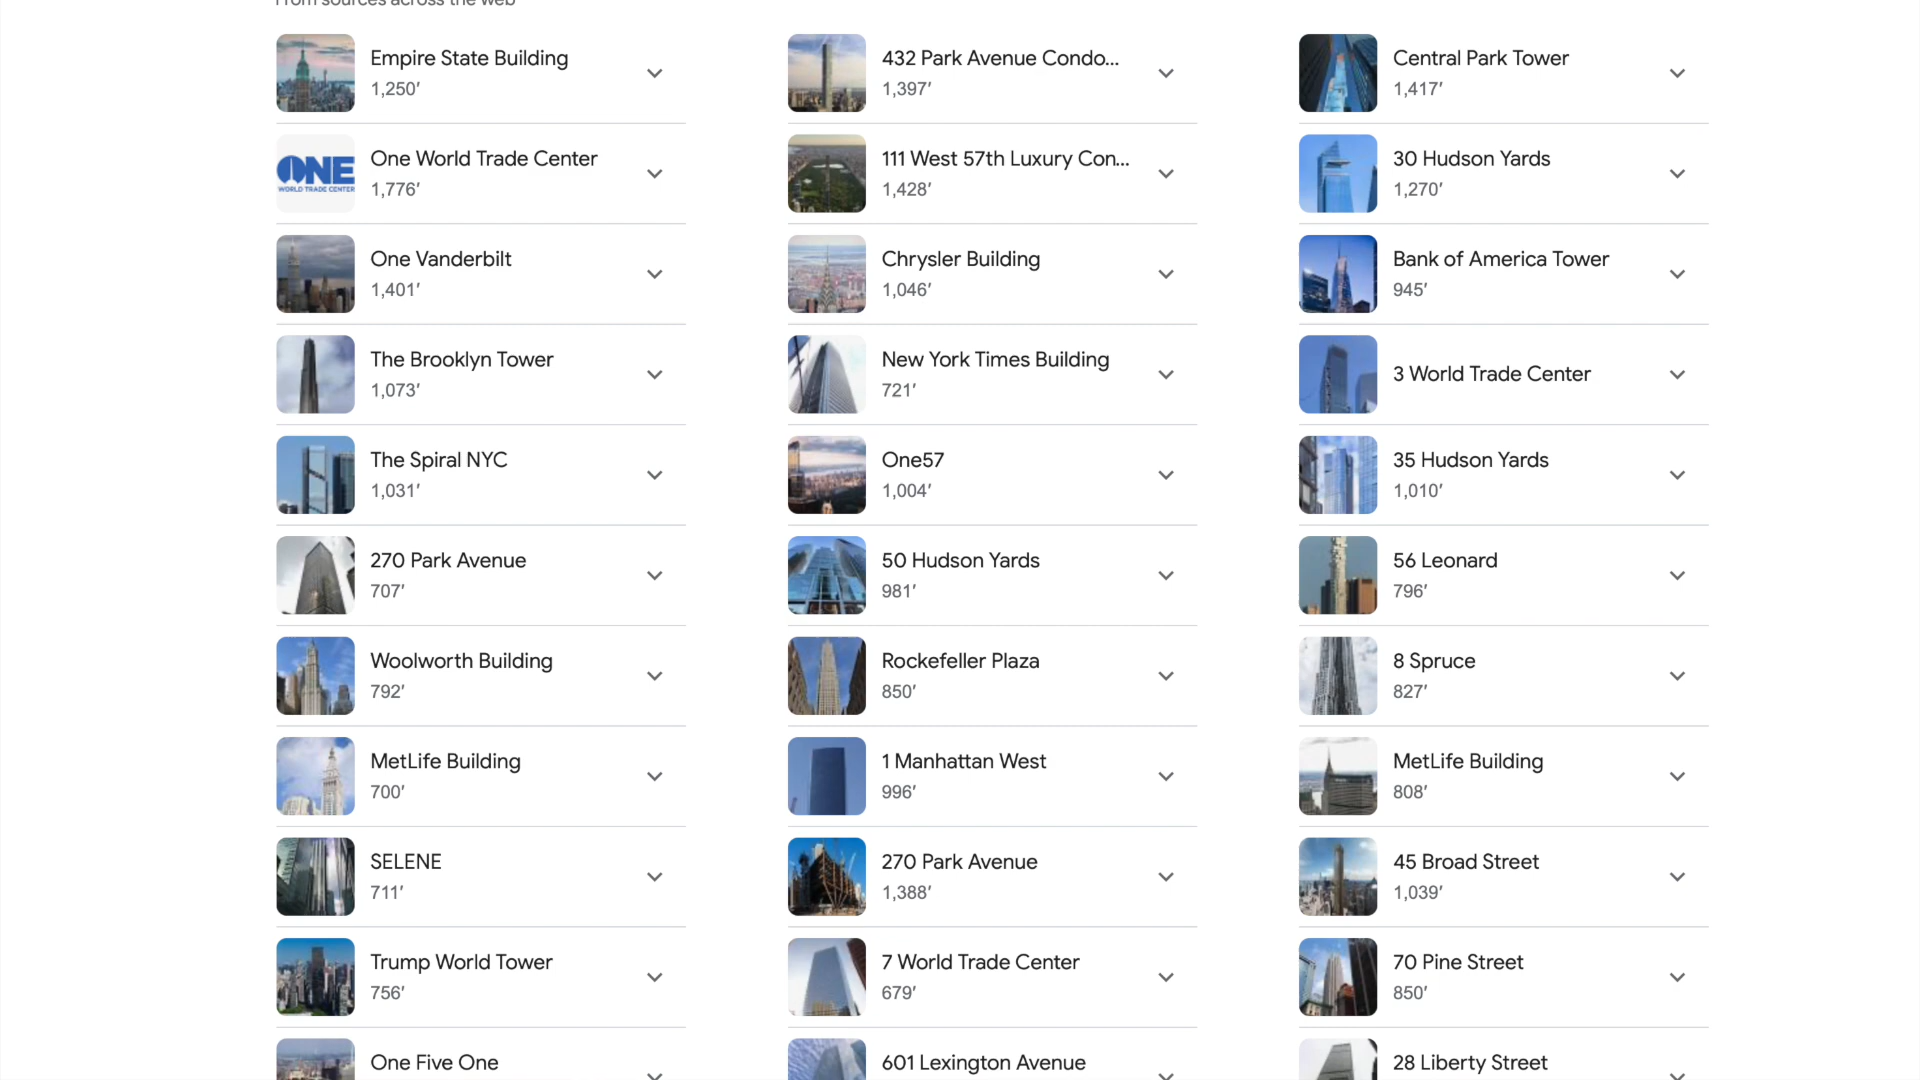 From sources across the web
Empire State Building
1,250′
432 Park Avenue Condo...
1,397′
Central Park Tower
1,417′
ONE
WORLD TRADE CENTER
One World Trade Center
1,776′
111 West 57th Luxury Con...
1,428′
30 Hudson Yards
1,270′
One Vanderbilt
1,401′
Chrysler Building
1,046′
Bank of America Tower
945′
The Brooklyn Tower
1,073′
New York Times Building
721′
3 World Trade Center
The Spiral NYC
1,031′
One57
1,004′
35 Hudson Yards
1,010′
270 Park Avenue
707′
50 Hudson Yards
981′
56 Leonard
796′
Woolworth Building
792′
Rockefeller Plaza
850′
8 Spruce
827′
MetLife Building
700′
1 Manhattan West
996′
MetLife Building
808′
SELENE
711′
270 Park Avenue
1,388′
45 Broad Street
1,039′
Trump World Tower
756′
7 World Trade Center
679′
70 Pine Street
850′
One Five One
601 Lexington Avenue
28 Liberty Street